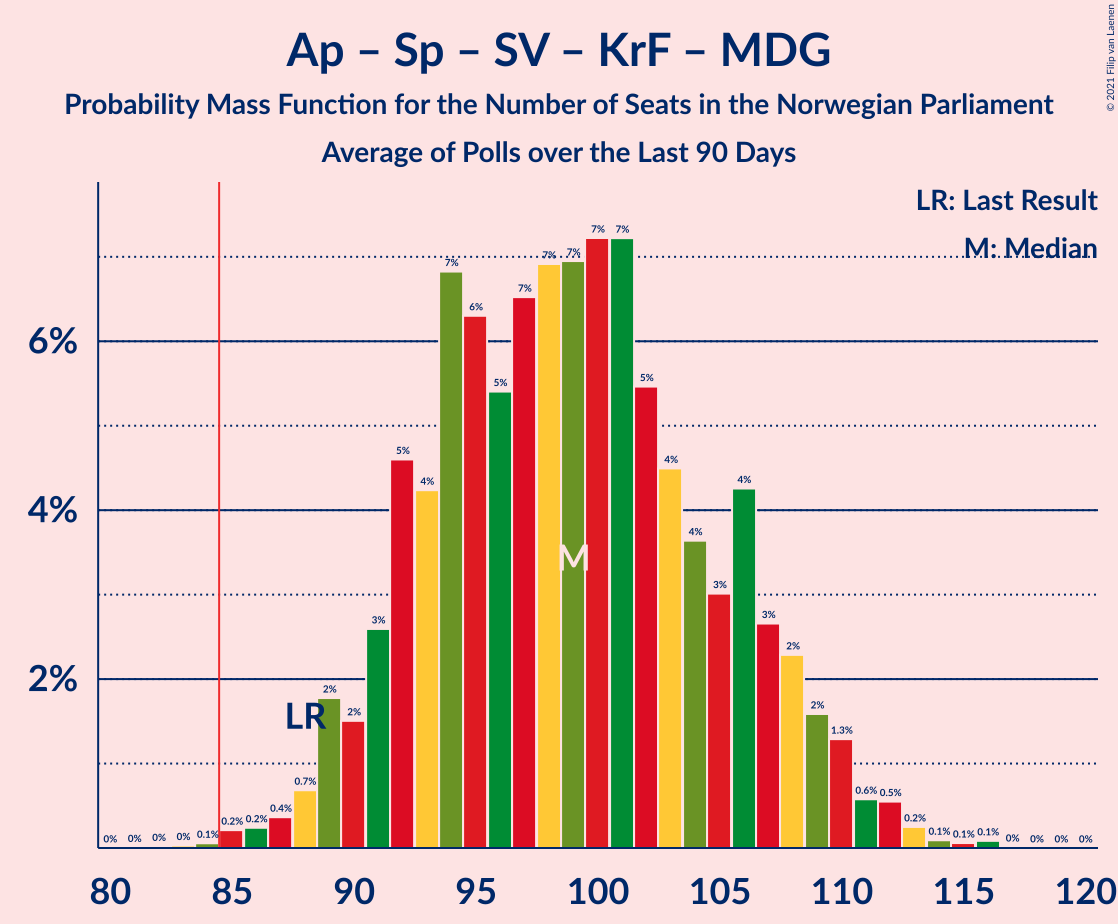 Ap – Sp – SV – KrF – MDG
Probability Mass Function for the Number of Seats in the Norwegian Parliament
Average of Polls over the Last 90 Days
© 2021 Filip van Laenen
LR: Last Result
M: Median
6%
4%
2%
0% 0% 0% 0% 0.1% 0.2% 0.2% 0.4% 0.7% 2% 2% 3% 5% 4% 7% 6% 5% 7% 7% 7% 7% 7% 5% 4% 4% 3% 4% 3% 2% 2% 1.3% 0.6% 0.5% 0.2% 0.1% 0.1% 0.1% 0% 0% 0% 0%
LR
M
80 85 90 95 100 105 110 115 120